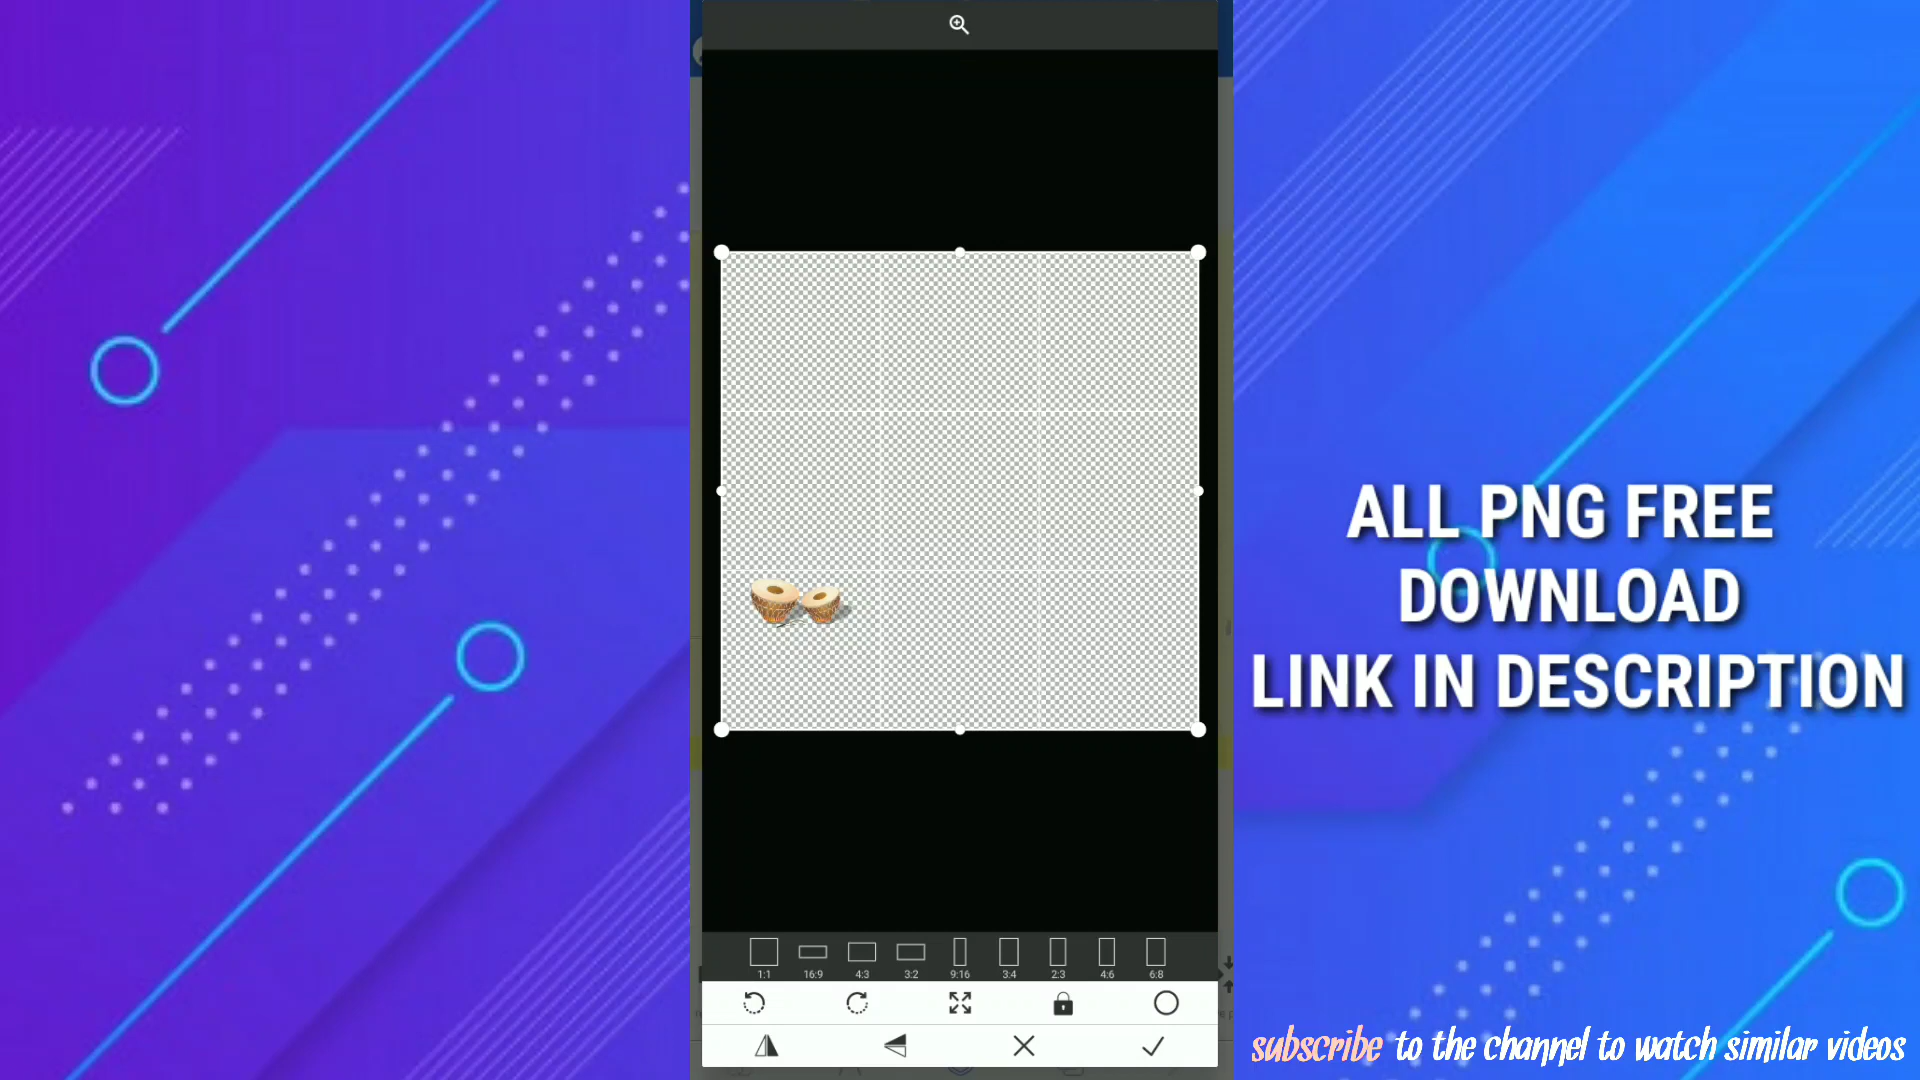 ALL PNG FREE
DOWNLOAD
LINK IN DESCRIPTION
1:1 16:9 4:3 3:2 9:16 3:4 2:3 4:6 6:8
subscribe to the channel to watch similar videos